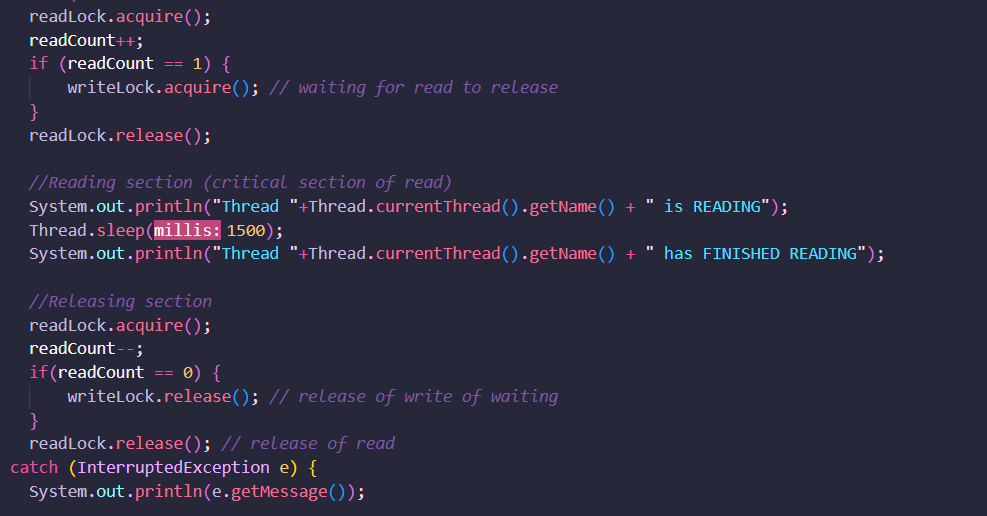 readLock.acquire();
readCount++;
if (readCount == 1) {
writeLock.acquire(); // waiting for read to release
}
readLock.release();
//Reading section (critical section of read)
System.out.println("Thread "+Thread.currentThread().getName() + " is READING");
Thread.sleep(millis: 1500);
System.out.println("Thread "+Thread.currentThread().getName() + " has FINISHED READING");
//Releasing section
readLock.acquire();
readCount--;
if(readCount == 0) {
writeLock.release(); // release of write of waiting
}
readLock.release(); // release of read
catch (InterruptedException e) {
System.out.println(e.getMessage());